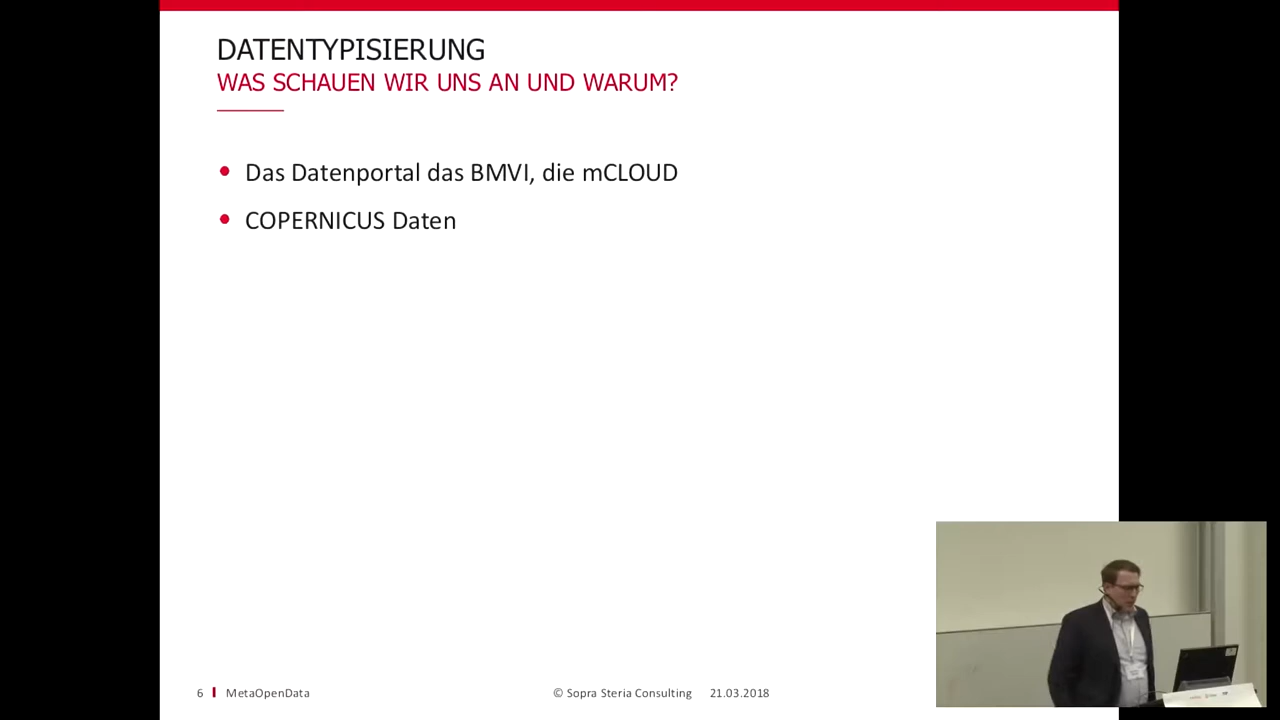 DATENTYPISIERUNG
WAS SCHAUEN WIR UNS AN UND WARUM?
Das Datenportal das BMVI, die mCLOUD
COPERNICUS Daten
6 MetaOpenData © Sopra Steria Consulting 21.03.2018